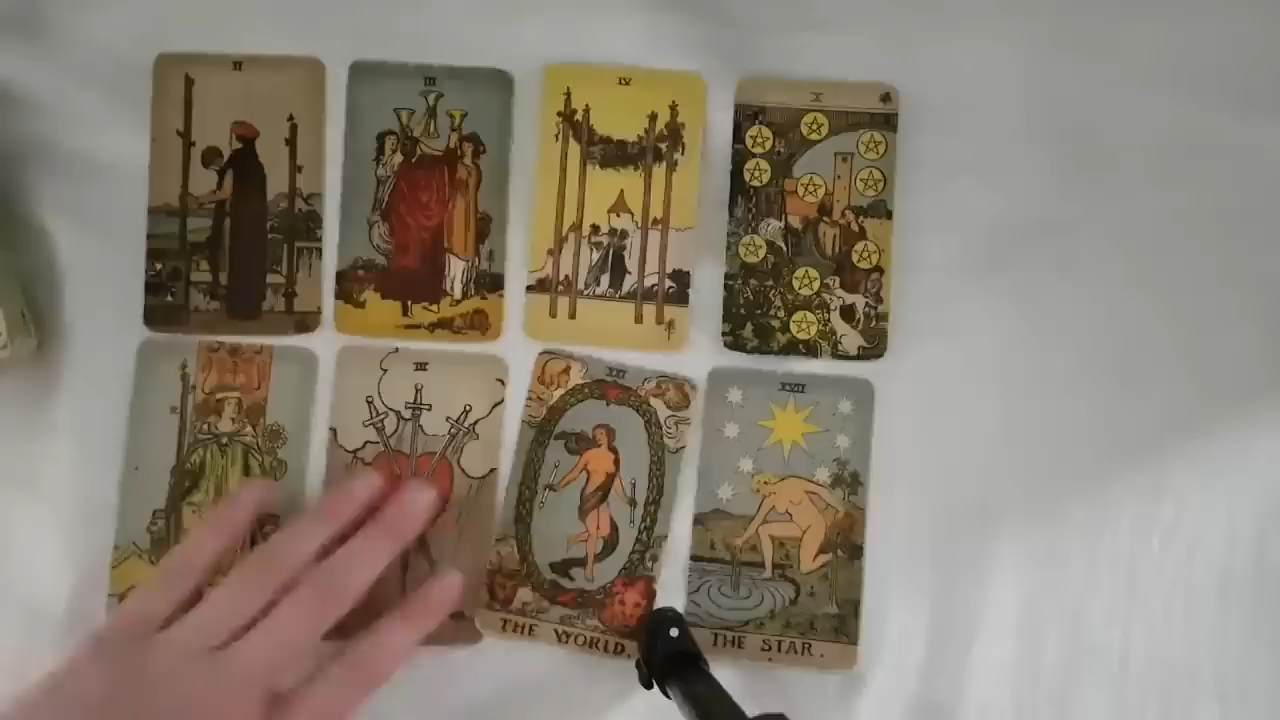 II
III
IV
X
III
XXI
XVII
THE WORLD.
THE STAR.